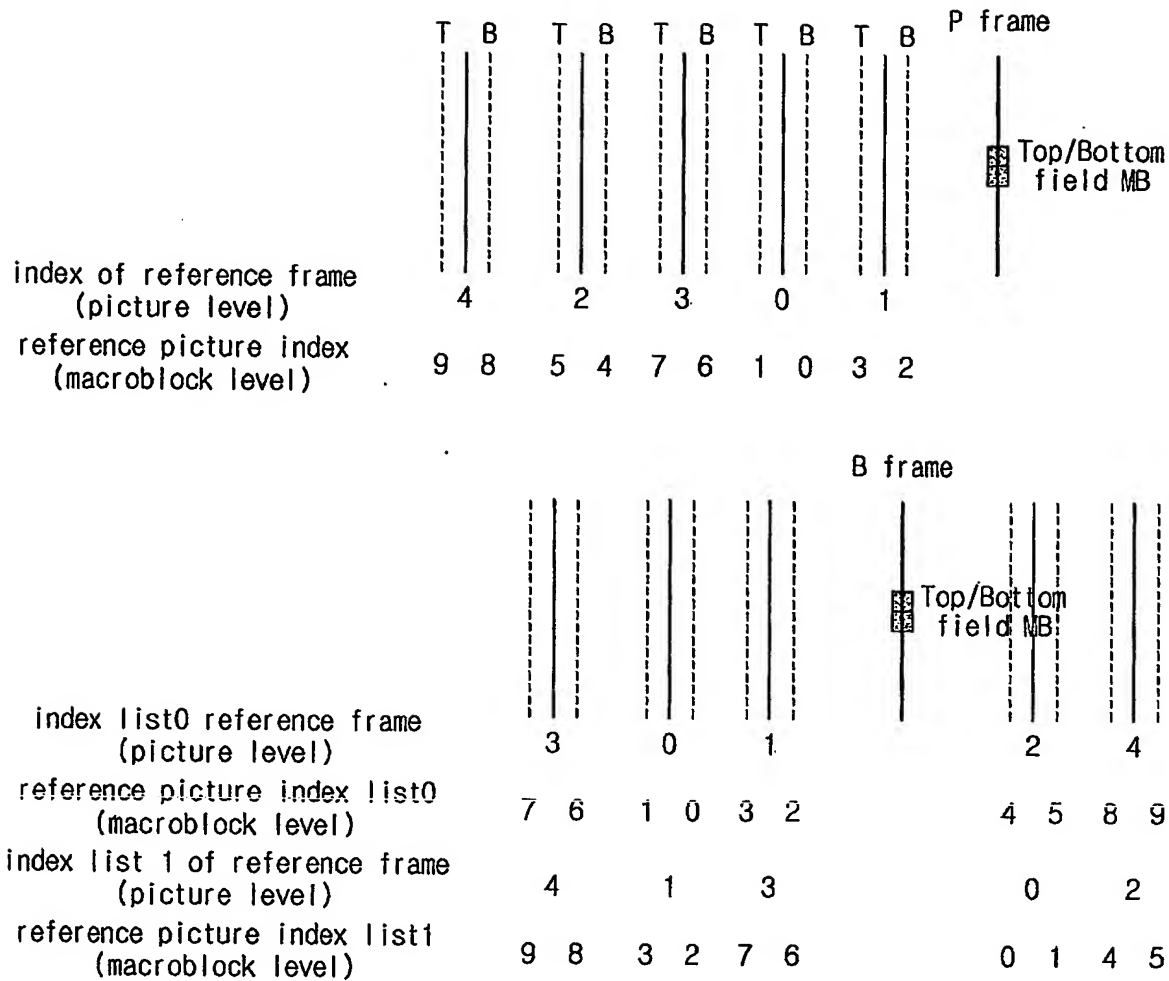 P frame
T B T B T B T B T B
Top/Bottom
field MB
index of reference frame
(picture level)
4 2 3 0 1
reference picture index
(macroblock level)
9 8 5 4 7 6 1 0 3 2
B frame
Top/Bottom
field MB
index list0 reference frame
(picture level)
3 0 1 2 4
reference picture index list0
(macroblock level)
7 6 1 0 3 2 4 5 8 9
index list 1 of reference frame
(picture level)
4 1 3 0 2
reference picture index list1
(macroblock level)
9 8 3 2 7 6 0 1 4 5